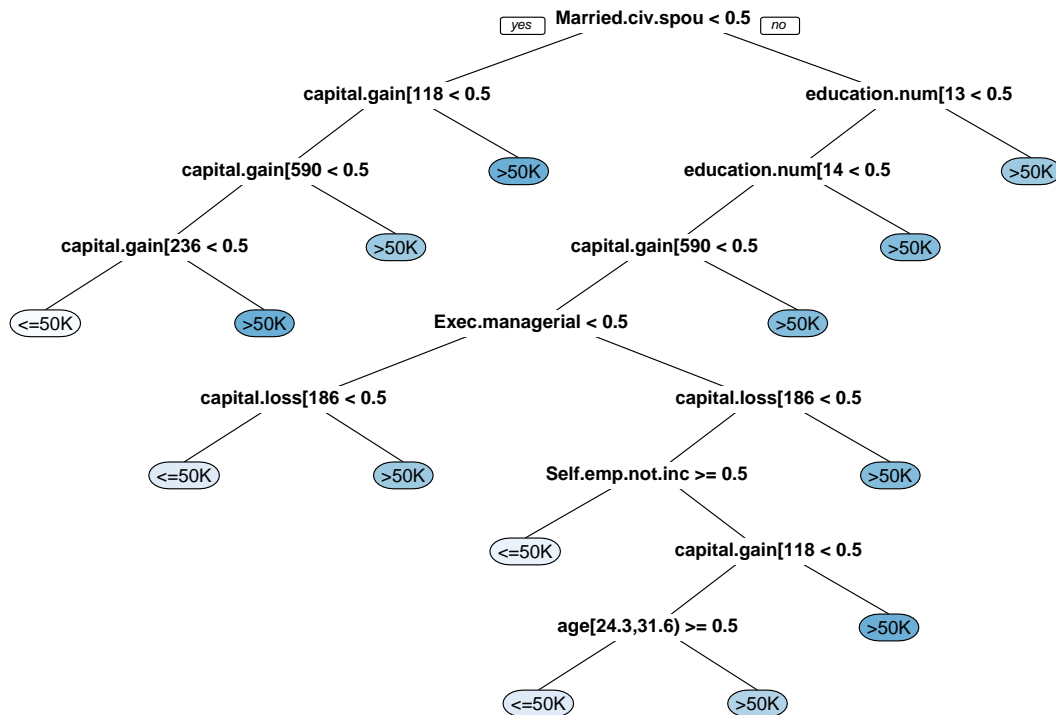 yes Married.civ.spou < 0.5 no
capital.gain[118 < 0.5 education.num[13 < 0.5
capital.gain[590 < 0.5 >50K education.num[14 < 0.5 >50K
capital.gain[236 < 0.5 >50K capital.gain[590 < 0.5 >50K
<=50K >50K Exec.managerial < 0.5 >50K
capital.loss[186 < 0.5 capital.loss[186 < 0.5
<=50K >50K Self.emp.not.inc >= 0.5 >50K
<=50K capital.gain[118 < 0.5
age[24.3,31.6) >= 0.5 >50K
<=50K >50K